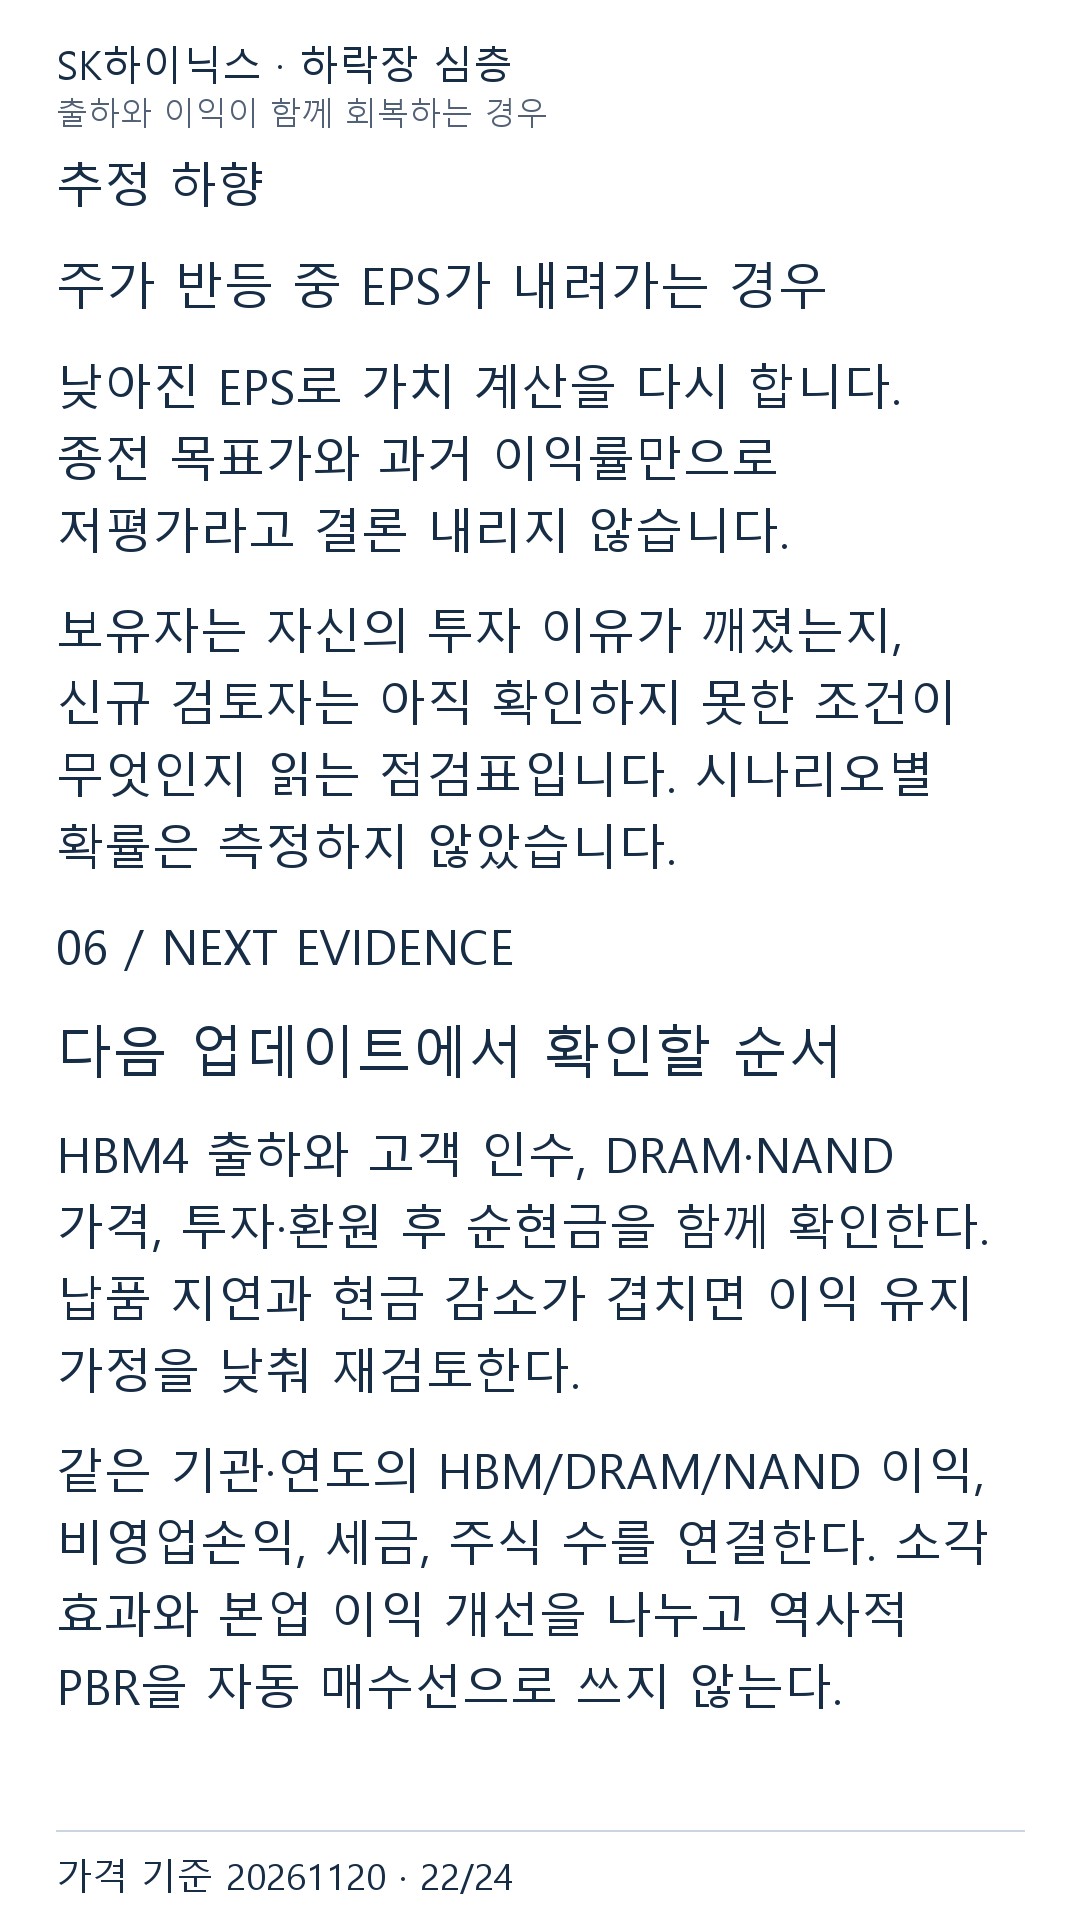 SK하이닉스 · 하락장 심층
출하와 이익이 함께 회복하는 경우
추정 하향
주가 반등 중 EPS가 내려가는 경우
낮아진 EPS로 가치 계산을 다시 합니다.
종전 목표가와 과거 이익률만으로
저평가라고 결론 내리지 않습니다.
보유자는 자신의 투자 이유가 깨졌는지,
신규 검토자는 아직 확인하지 못한 조건이
무엇인지 읽는 점검표입니다. 시나리오별
확률은 측정하지 않았습니다.
06 / NEXT EVIDENCE
다음 업데이트에서 확인할 순서
HBM4 출하와 고객 인수, DRAM·NAND
가격, 투자·환원 후 순현금을 함께 확인한다.
납품 지연과 현금 감소가 겹치면 이익 유지
가정을 낮춰 재검토한다.
같은 기관·연도의 HBM/DRAM/NAND 이익,
비영업손익, 세금, 주식 수를 연결한다. 소각
효과와 본업 이익 개선을 나누고 역사적
PBR을 자동 매수선으로 쓰지 않는다.
가격 기준 20261120 · 22/24